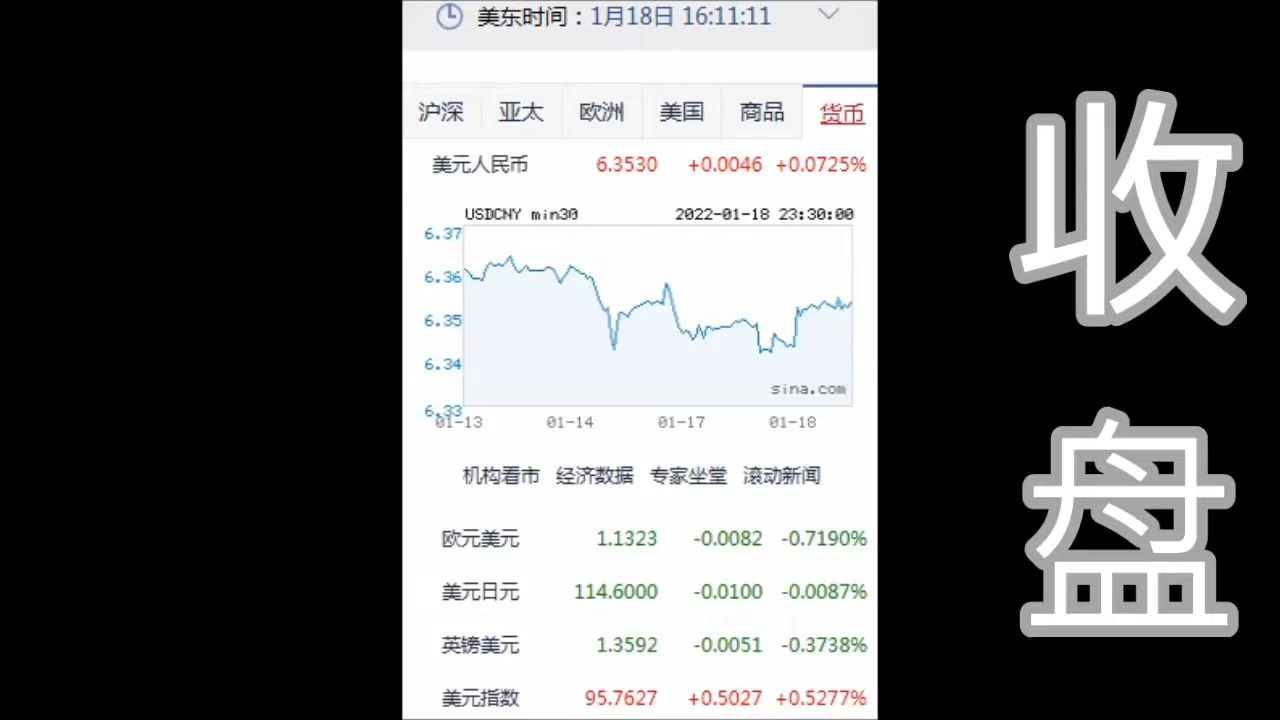 美东时间：1月18日 16:11:11
沪深 亚太 欧洲 美国 商品 货币
美元人民币 6.3530 +0.0046 +0.0725%
USDCNY min30 2022-01-18 23:30:00
6.37
6.36
6.35
6.34
6.33
sina.com
01-13 01-14 01-17 01-18
机构看市 经济数据 专家坐堂 滚动新闻
欧元美元 1.1323 -0.0082 -0.7190%
美元日元 114.6000 -0.0100 -0.0087%
英镑美元 1.3592 -0.0051 -0.3738%
美元指数 95.7627 +0.5027 +0.5277%
收盘